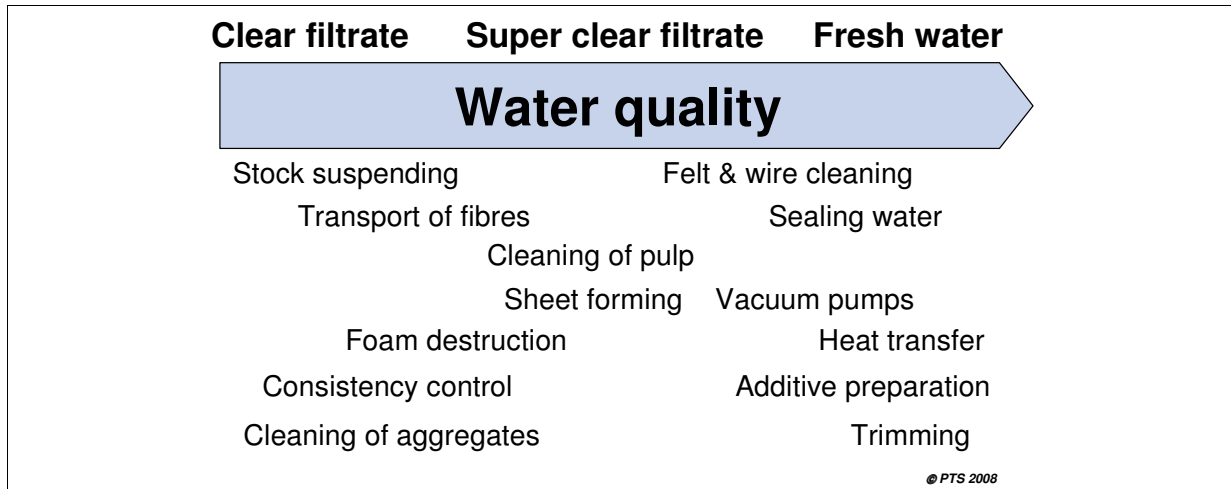 Clear filtrate Super clear filtrate Fresh water
Water quality
Stock suspending Felt & wire cleaning
Transport of fibres Sealing water
Cleaning of pulp
Sheet forming Vacuum pumps
Foam destruction Heat transfer
Consistency control Additive preparation
Cleaning of aggregates Trimming
© PTS 2008